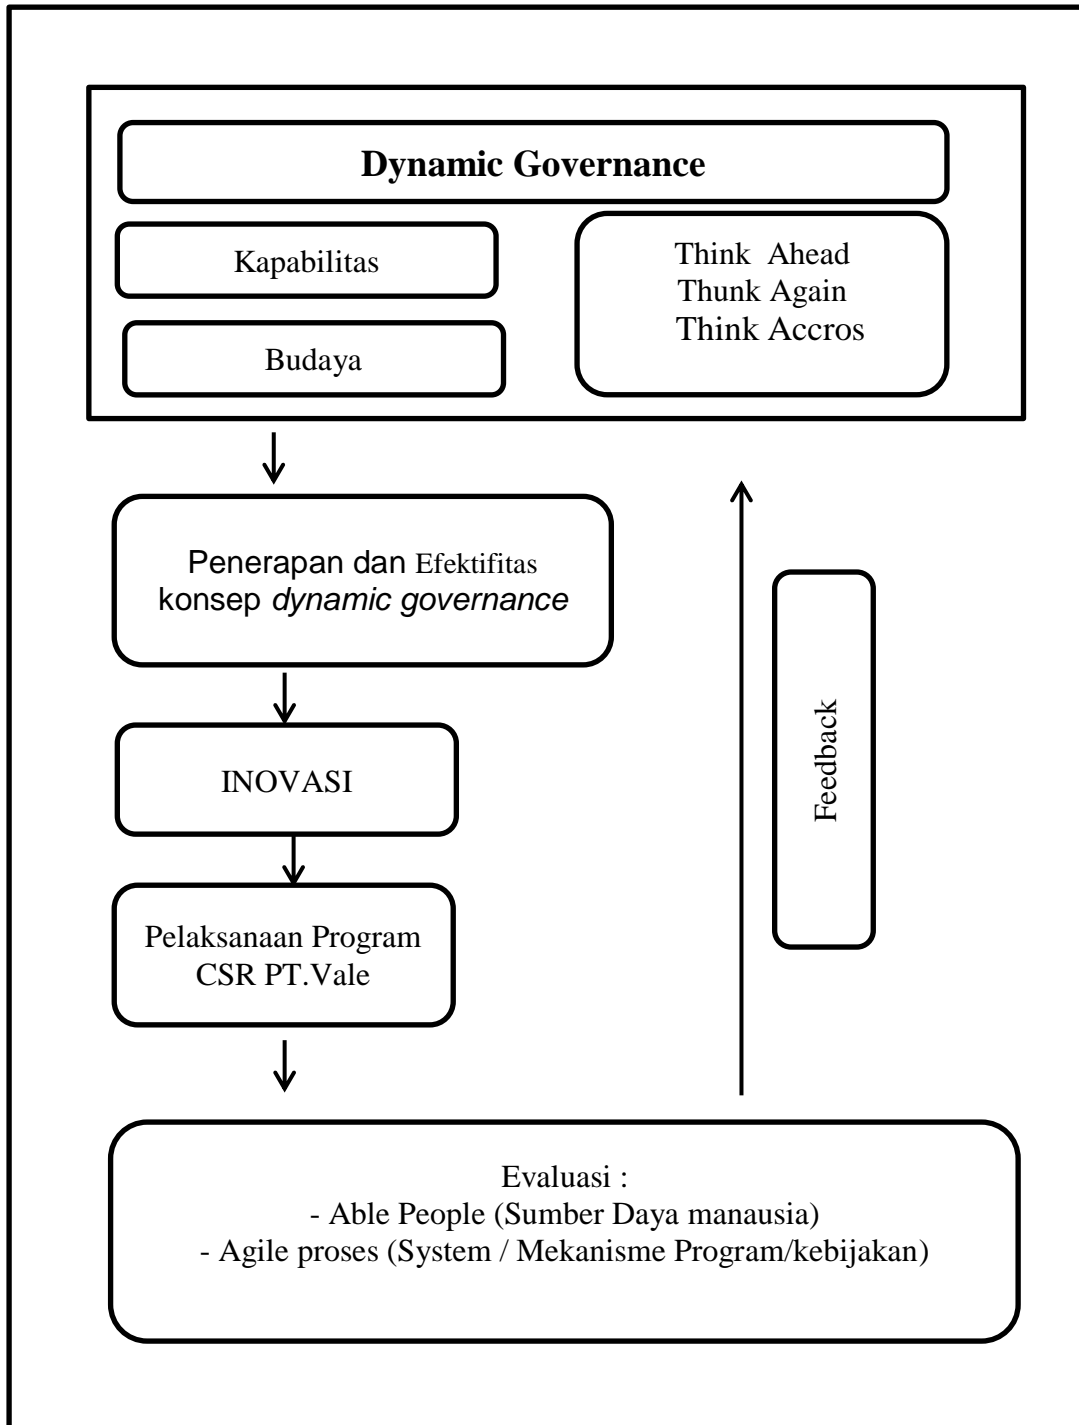 Dynamic Governance
Kapabilitas
Budaya
Think Ahead
Thunk Again
Think Accros
Penerapan dan Efektifitas
konsep dynamic governance
INOVASI
Pelaksanaan Program
CSR PT.Vale
Feedback
Evaluasi :
- Able People (Sumber Daya manausia)
- Agile proses (System / Mekanisme Program/kebijakan)